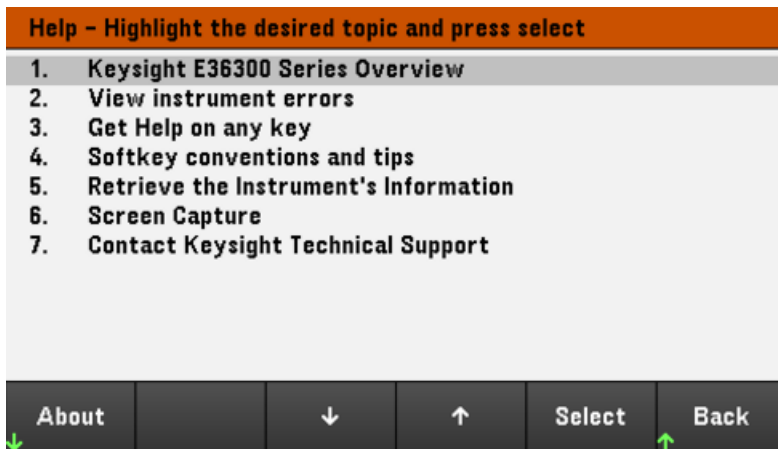 Help - Highlight the desired topic and press select
1. Keysight E36300 Series Overview
2. View instrument errors
3. Get Help on any key
4. Softkey conventions and tips
5. Retrieve the Instrument's Information
6. Screen Capture
7. Contact Keysight Technical Support
About ↓ ↑ Select Back